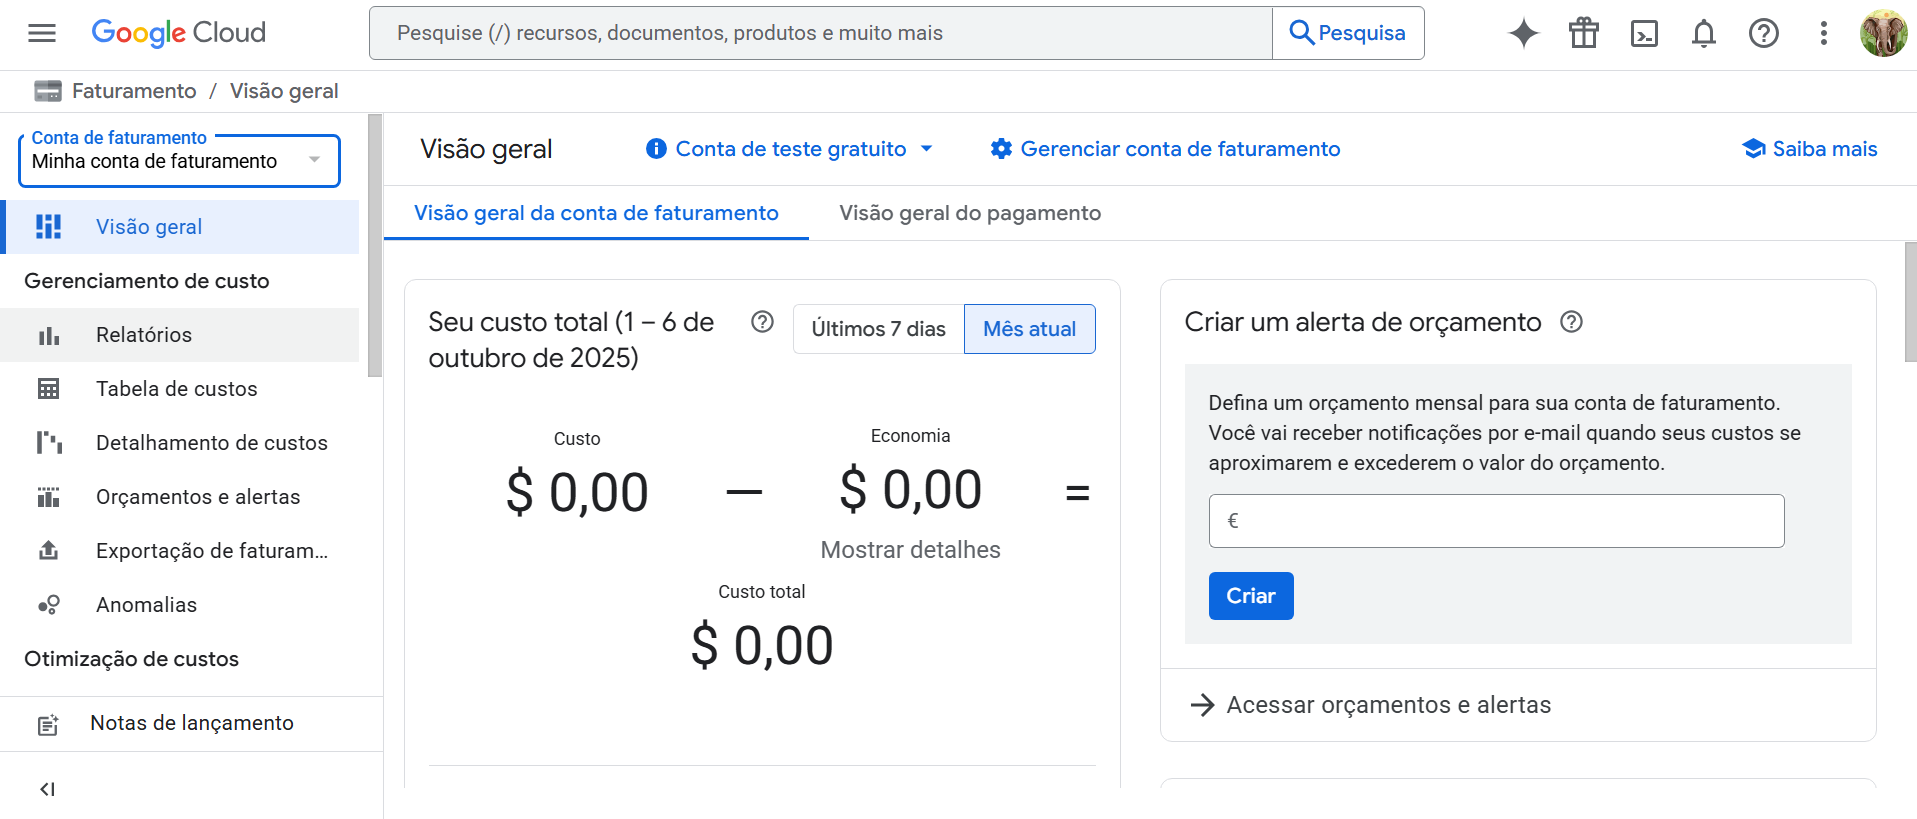 Google Cloud
Pesquise (/) recursos, documentos, produtos e muito mais
Pesquisa
Faturamento / Visão geral
Conta de faturamento
Minha conta de faturamento
Visão geral
Gerenciamento de custo
Relatórios
Tabela de custos
Detalhamento de custos
Orçamentos e alertas
Exportação de faturam...
Anomalias
Otimização de custos
Notas de lançamento
Visão geral
Conta de teste gratuito
Gerenciar conta de faturamento
Saiba mais
Visão geral da conta de faturamento
Visão geral do pagamento
Seu custo total (1 – 6 de
outubro de 2025)
Últimos 7 dias
Mês atual
Custo
$ 0,00
—
Economia
$ 0,00
=
Mostrar detalhes
Custo total
$ 0,00
Criar um alerta de orçamento
Defina um orçamento mensal para sua conta de faturamento.
Você vai receber notificações por e-mail quando seus custos se
aproximarem e excederem o valor do orçamento.
€
Criar
Acessar orçamentos e alertas